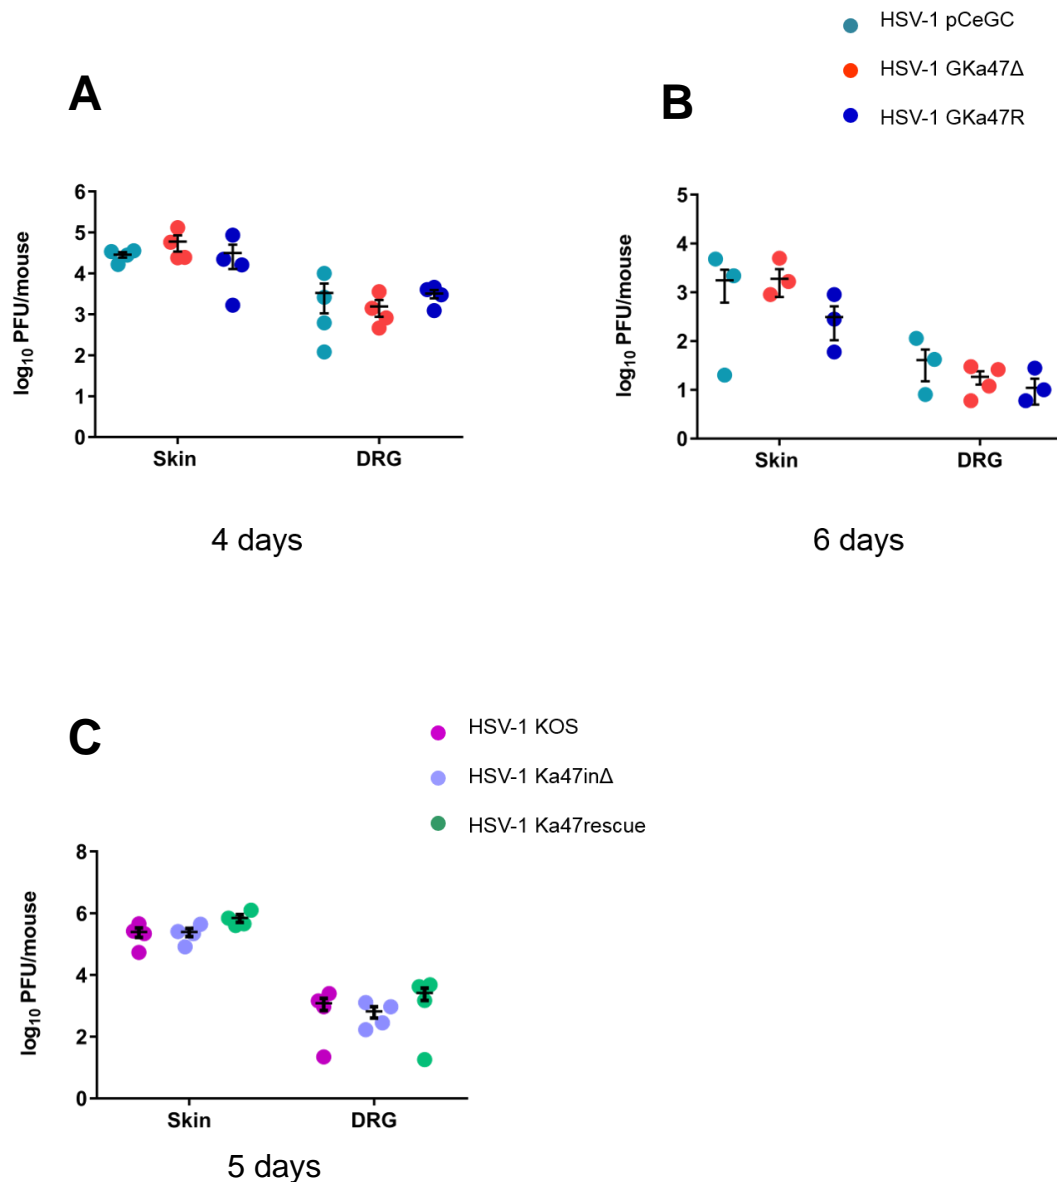 A
log10 PFU/mouse
6
5
4
3
2
1
0
Skin DRG
4 days
HSV-1 pCeGC
HSV-1 GKa47Δ
HSV-1 GKa47R
B
log10 PFU/mouse
5
4
3
2
1
0
Skin DRG
6 days
C
HSV-1 KOS
HSV-1 Ka47inΔ
HSV-1 Ka47rescue
log10 PFU/mouse
8
6
4
2
0
Skin DRG
5 days